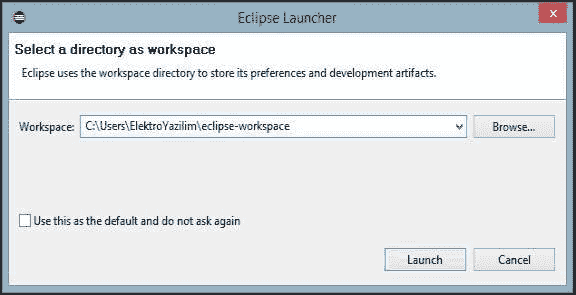 Eclipse Launcher
x
Select a directory as workspace
Eclipse uses the workspace directory to store its preferences and development artifacts.
Workspace: C:\Users\ElektroYazilim\eclipse-workspace Browse...
Use this as the default and do not ask again
Launch Cancel